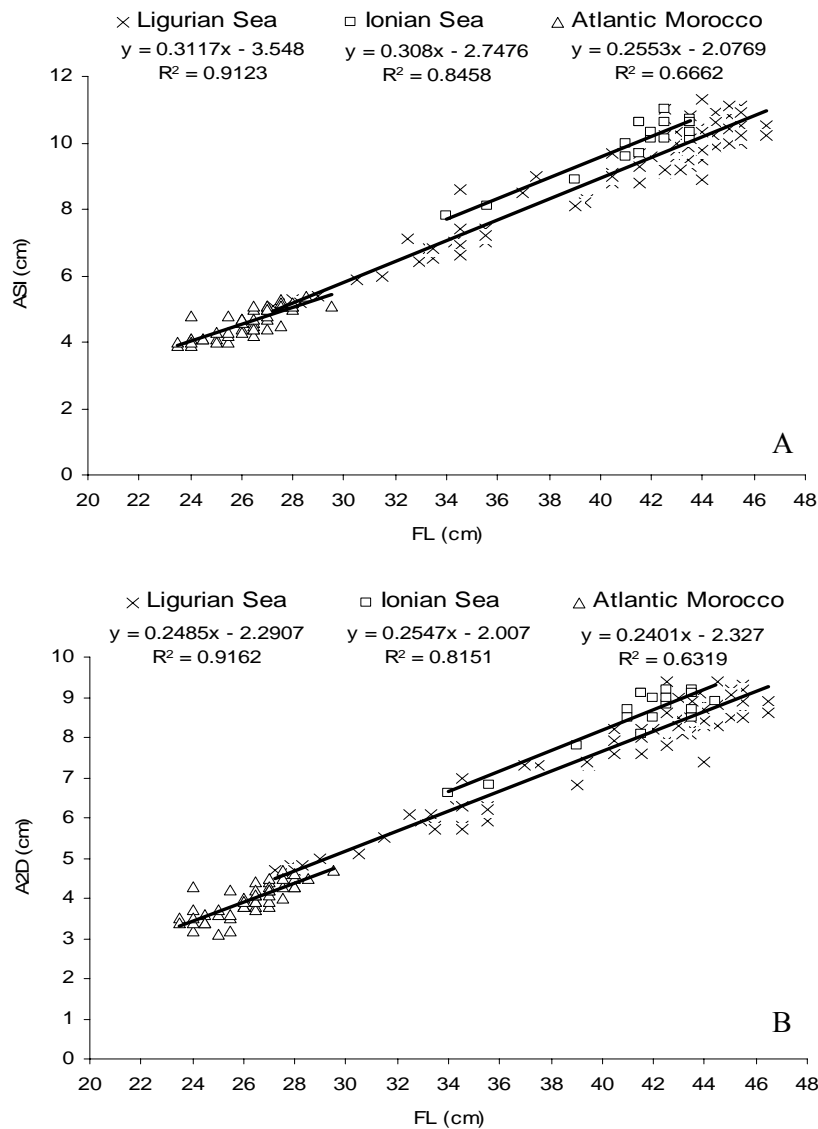 Ligurian Sea Ionian Sea Atlantic Morocco
y = 0.3117x - 3.548 y = 0.308x - 2.7476 y = 0.2553x - 2.0769
R² = 0.9123 R² = 0.8458 R² = 0.6662
12
10
8
6
4
2
0
ASI (cm)
20 22 24 26 28 30 32 34 36 38 40 42 44 46 48
FL (cm)
A
Ligurian Sea Ionian Sea Atlantic Morocco
y = 0.2485x - 2.2907 y = 0.2547x - 2.007 y = 0.2401x - 2.327
R² = 0.9162 R² = 0.8151 R² = 0.6319
10
9
8
7
6
5
4
3
2
1
0
A2D (cm)
20 22 24 26 28 30 32 34 36 38 40 42 44 46 48
FL (cm)
B